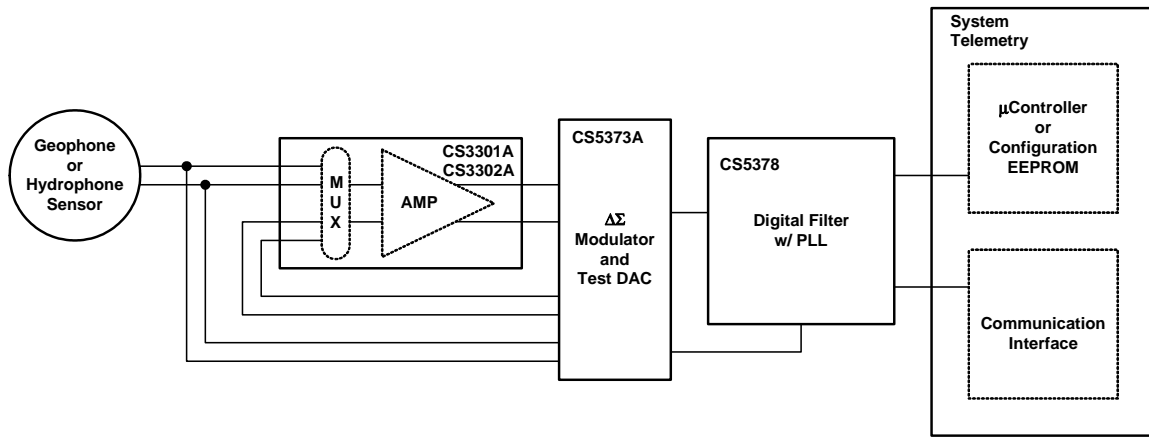 Geophone
or
Hydrophone
Sensor
M
U
X
CS3301A
CS3302A
AMP
CS5373A
ΔΣ
Modulator
and
Test DAC
CS5378
Digital Filter
w/ PLL
System
Telemetry
μController
or
Configuration
EEPROM
Communication
Interface